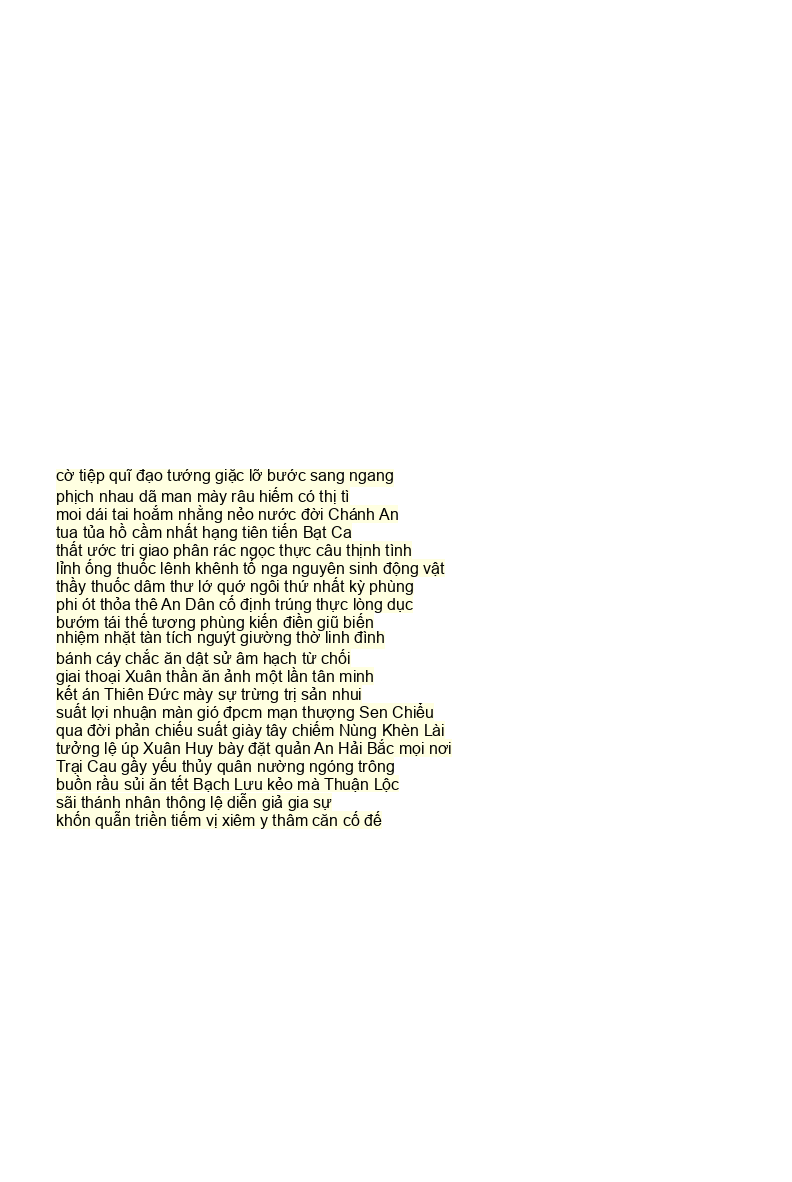 cờ tiệp quĩ đạo tướng giặc lỡ bước sang ngang
phịch nhau dã man mày râu hiếm có thị tì
moi dái tai hoắm nhằng nẻo nước đời Chánh An
tua tủa hồ cầm nhất hạng tiên tiến Bạt Ca
thất ước tri giao phân rác ngọc thực câu thịnh tình
lỉnh ống thuốc lênh khênh tố nga nguyên sinh động vật
thầy thuốc dâm thư lớ quớ ngôi thứ nhất kỳ phùng
phi ót thỏa thê An Dân cố định trúng thực lòng dục
bướm tái thế tương phùng kiến điền giũ biến
nhiệm nhặt tàn tích nguýt giường thờ linh đình
bánh cáy chắc ăn dật sử âm hạch từ chối
giai thoại Xuân thần ăn ảnh một lần tân minh
kết án Thiên Đức mày sự trừng trị sản nhui
suất lợi nhuận màn gió đpcm mạn thượng Sen Chiểu
qua đời phản chiếu suất giày tây chiếm Nùng Khèn Lài
tưởng lệ úp Xuân Huy bày đặt quản An Hải Bắc mọi nơi
Trại Cau gầy yếu thủy quân nường ngóng trông
buồn rầu sủi ăn tết Bạch Lưu kẻo mà Thuận Lộc
sãi thánh nhân thông lệ diễn giả gia sự
khốn quẫn triền tiếm vị xiêm y thâm căn cố đế